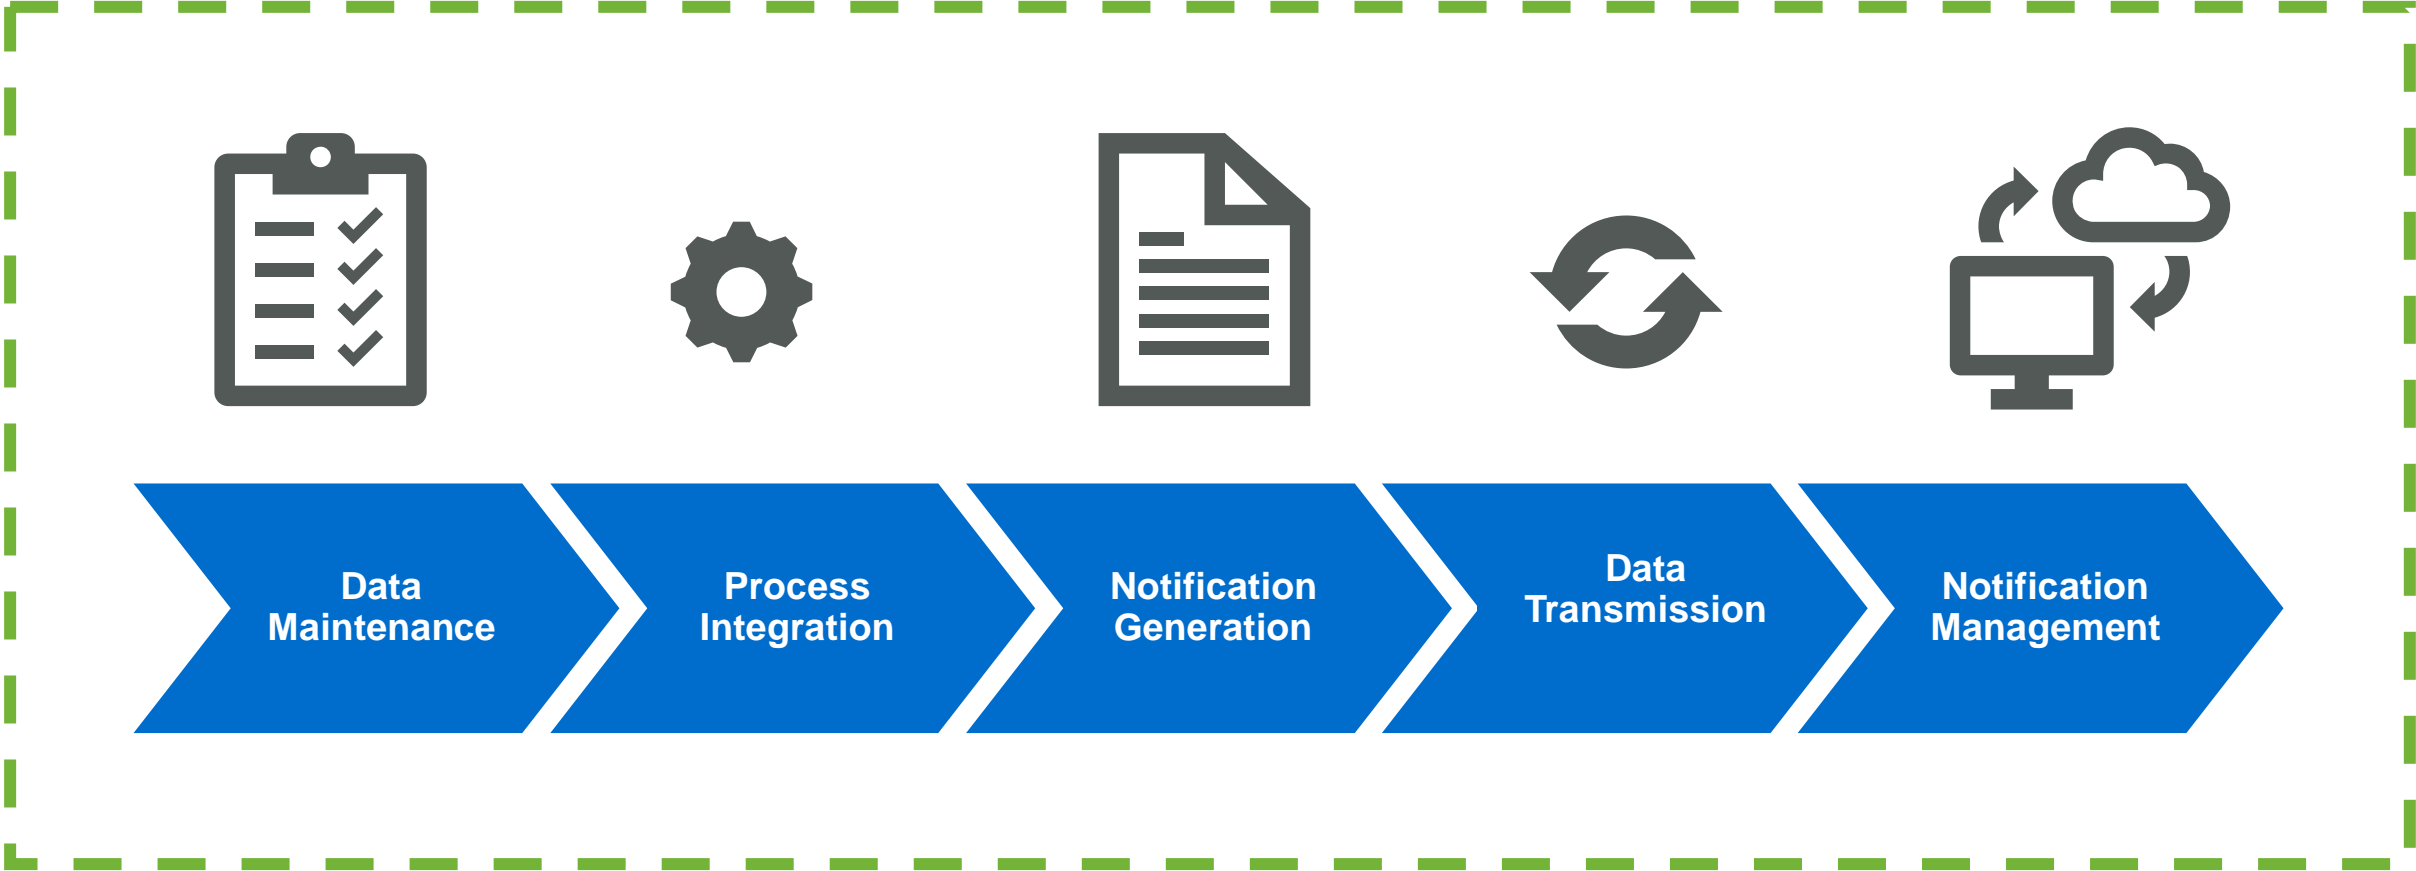 Data
Maintenance
Process
Integration
Notification
Generation
Data
Transmission
Notification
Management